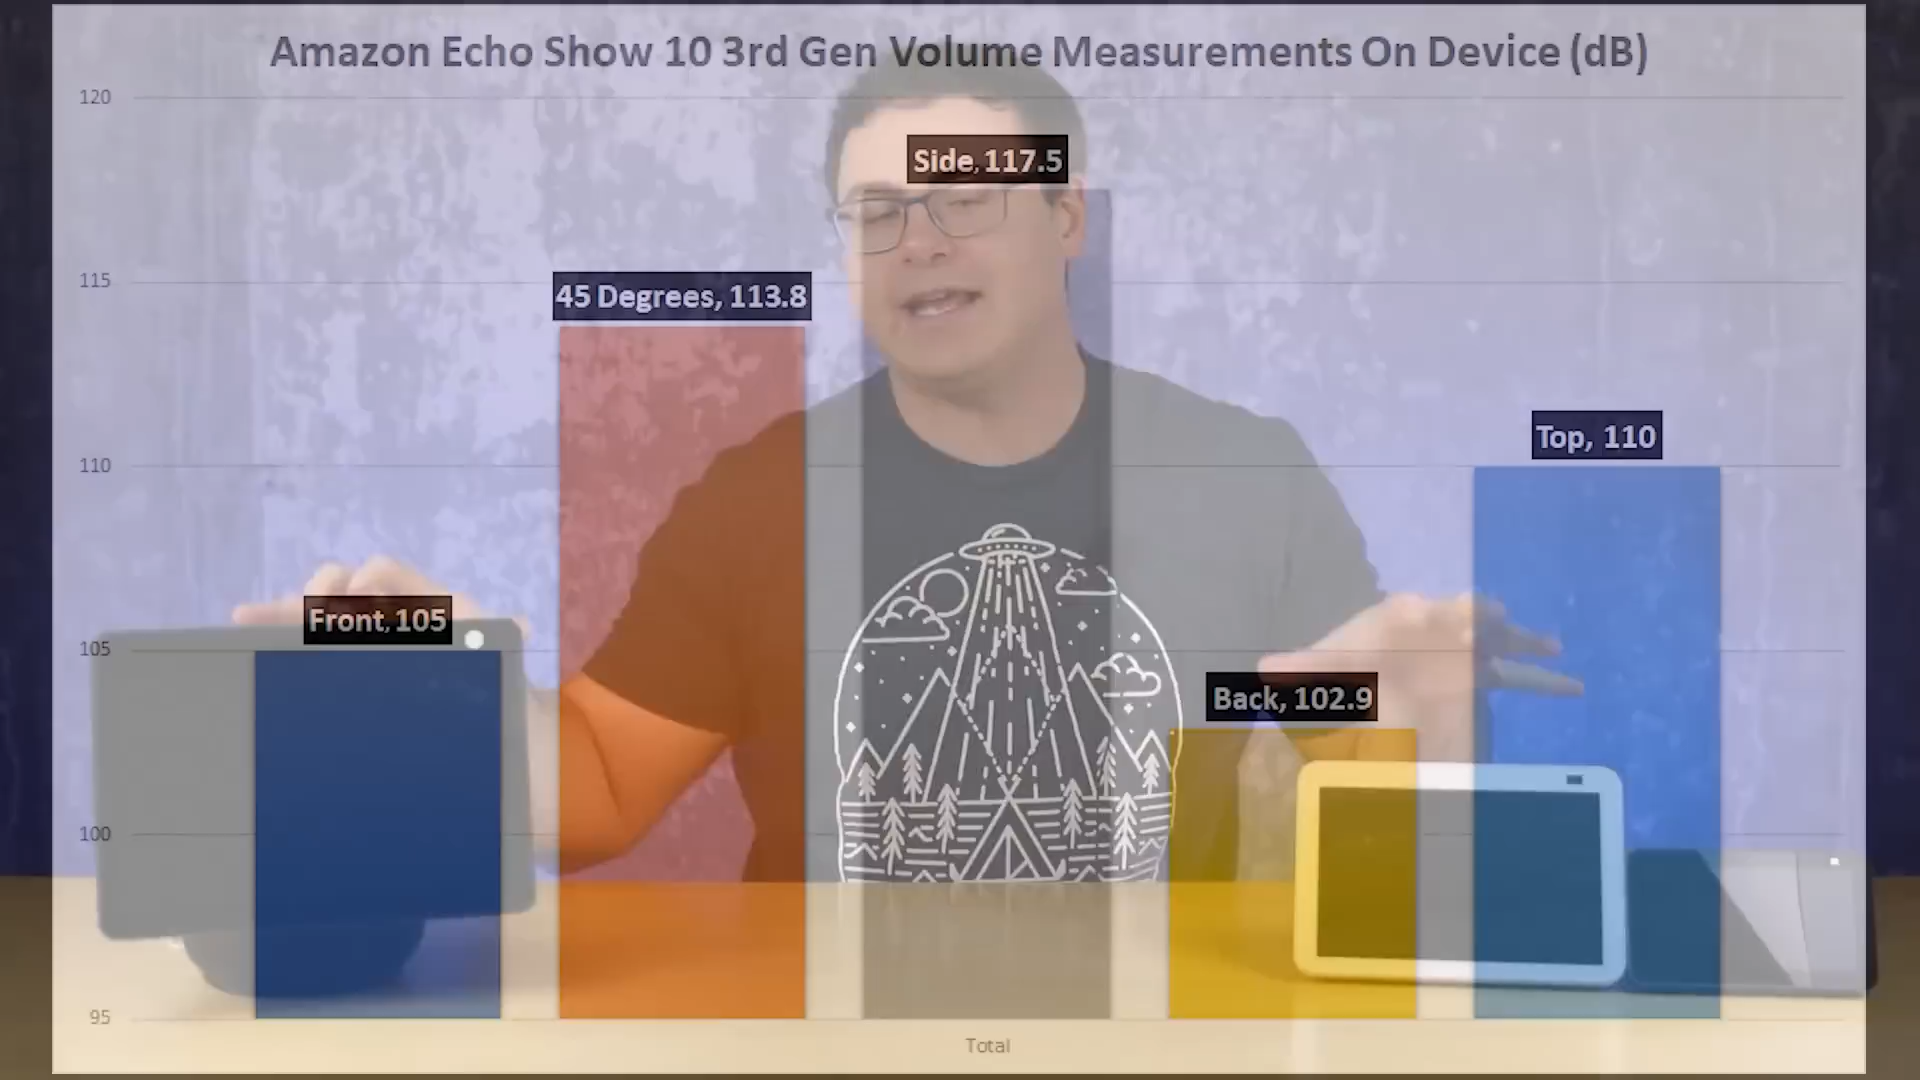 Amazon Echo Show 10 3rd Gen Volume Measurements On Device (dB)
120
115
110
105
100
95
Front, 105
45 Degrees, 113.8
Side, 117.5
Back, 102.9
Top, 110
Total